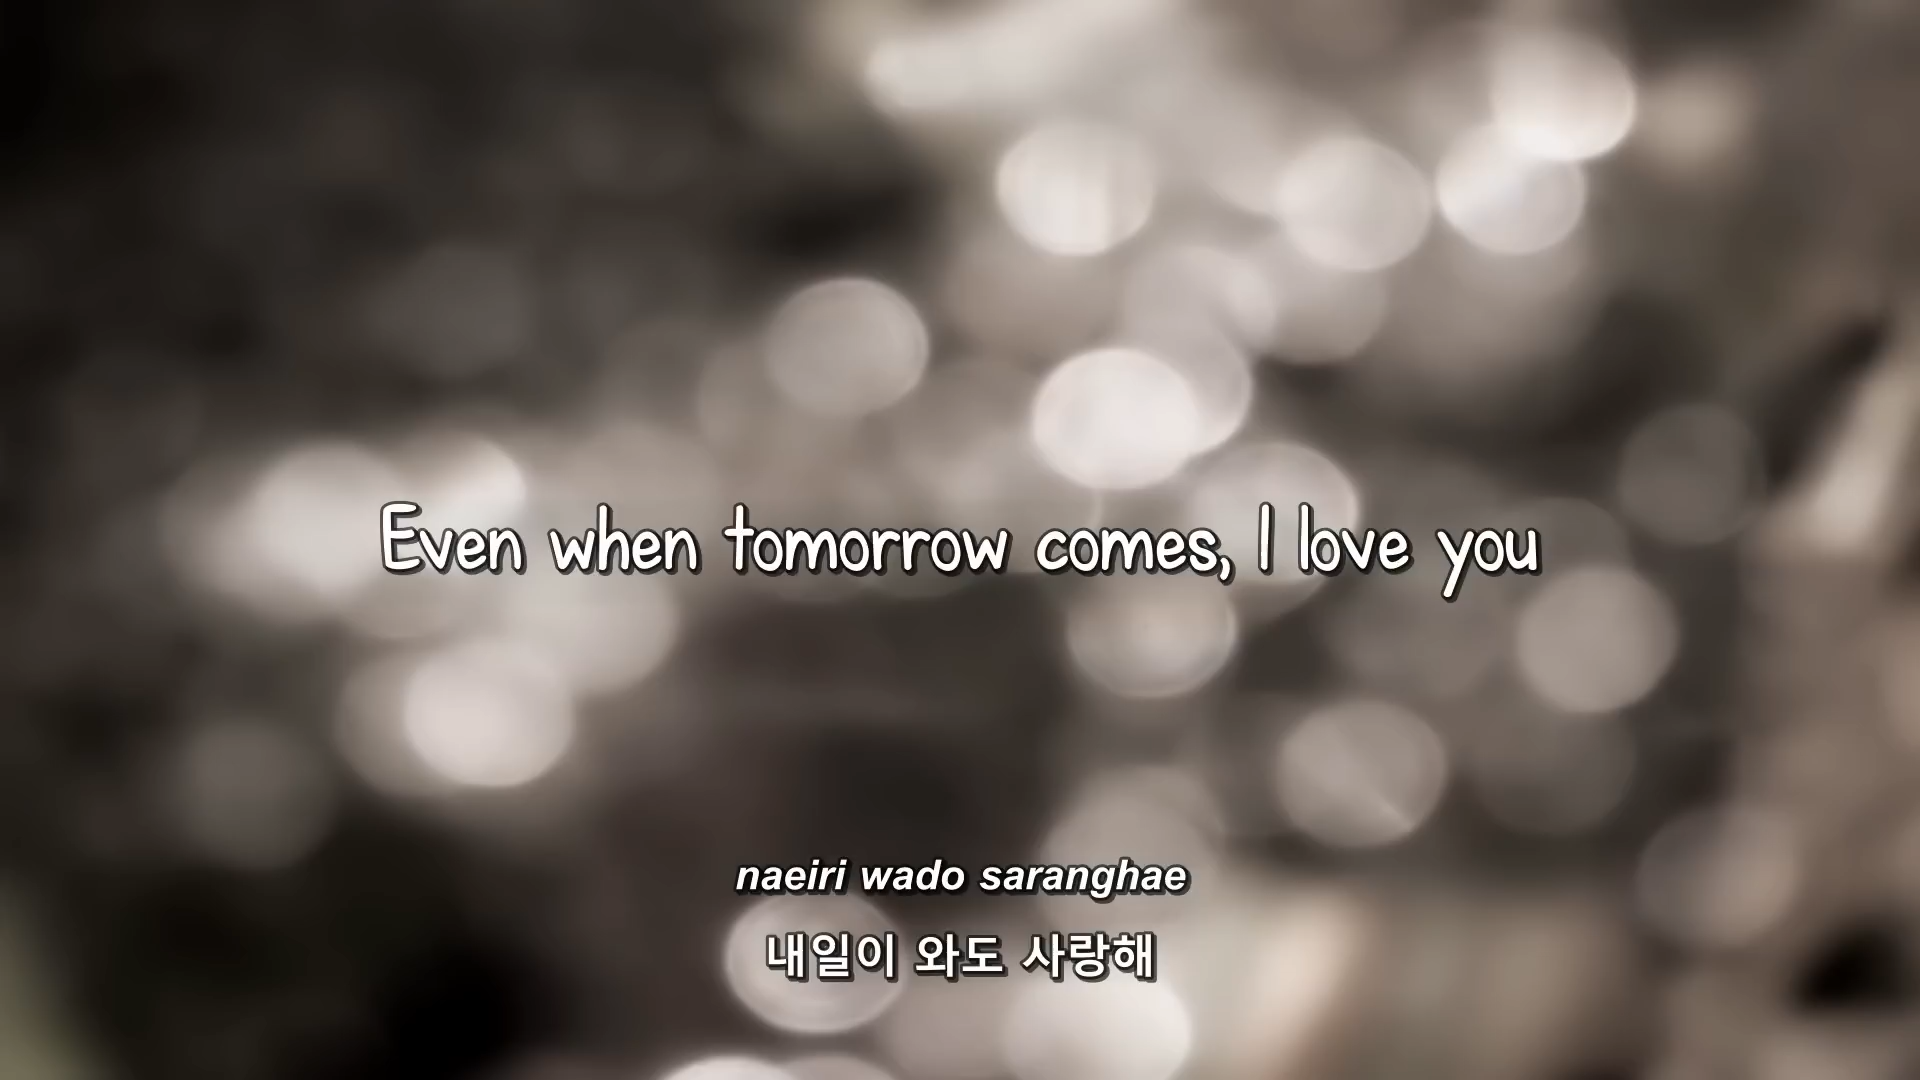 Even when tomorrow comes, I love you
naeiri wado saranghae
내일이 와도 사랑해